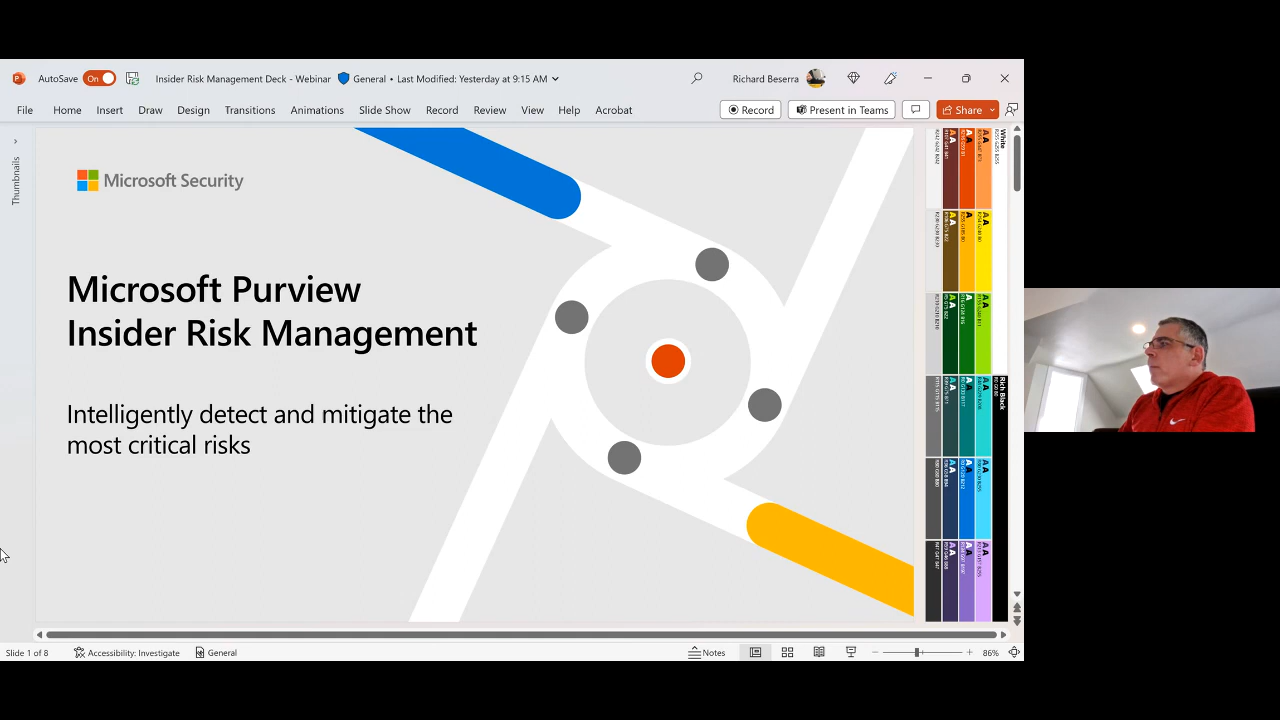 AutoSave On Insider Risk Management Deck - Webinar General • Last Modified: Yesterday at 9:15 AM Richard Beserra
File Home Insert Draw Design Transitions Animations Slide Show Record Review View Help Acrobat Record Present in Teams Share
Thumbnails
Microsoft Security
Microsoft Purview
Insider Risk Management
Intelligently detect and mitigate the
most critical risks
White
Rich Black
Slide 1 of 8 Accessibility: Investigate General Notes 86%